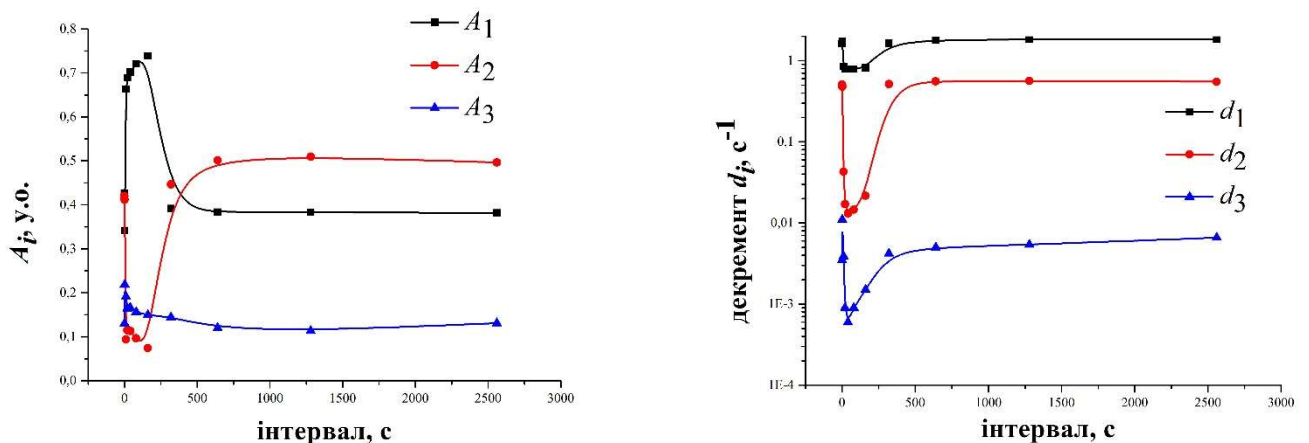 A1
A2
A3
0,8
0,7
0,6
0,5
0,4
0,3
0,2
0,1
0,0
Ai, у.о.
0 500 1000 1500 2000 2500 3000
інтервал, с
d1
d2
d3
1
0,1
0,01
1E-3
1E-4
декремент di, с-1
0 500 1000 1500 2000 2500 3000
інтервал, с